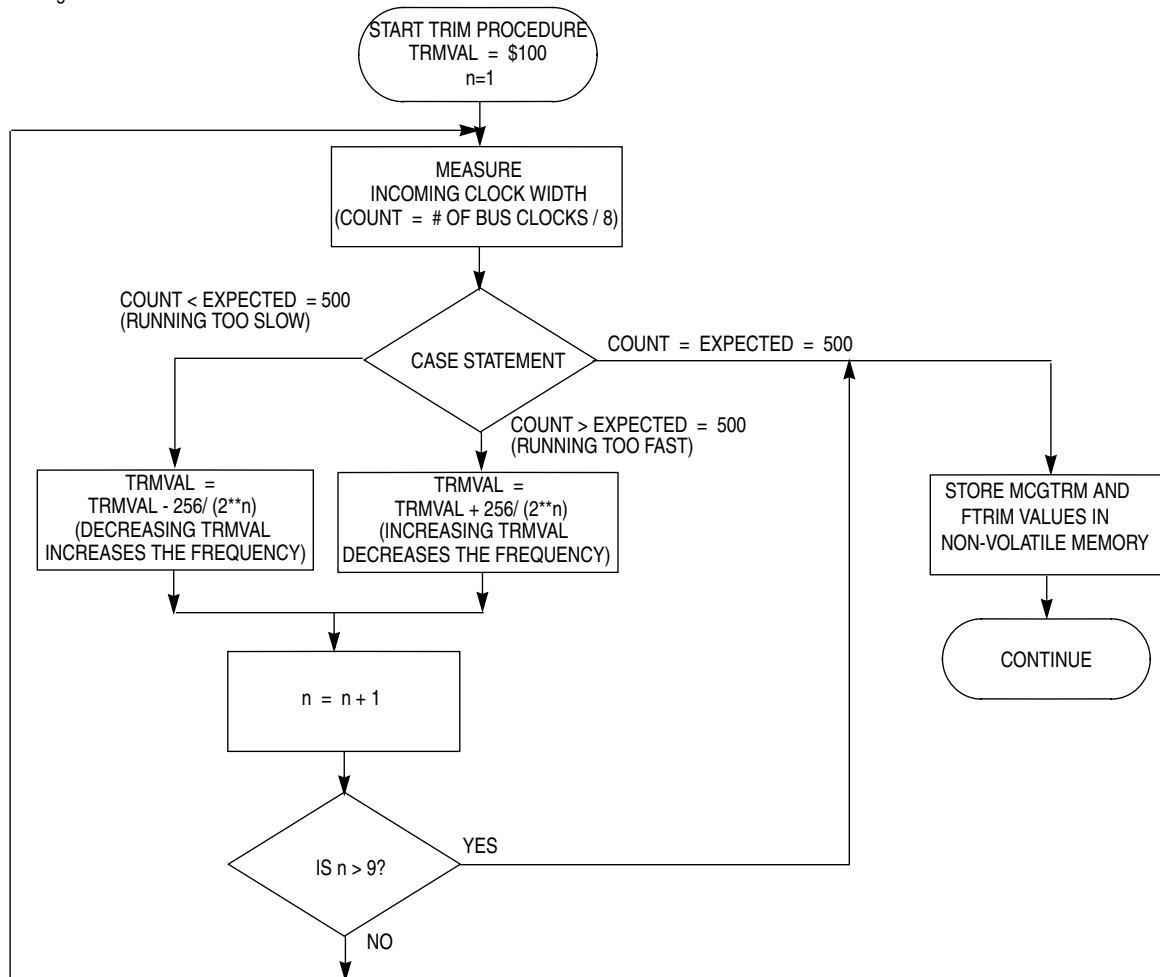 START TRIM PROCEDURE
TRMVAL = $100
n=1
MEASURE
INCOMING CLOCK WIDTH
(COUNT = # OF BUS CLOCKS / 8)
COUNT < EXPECTED = 500
(RUNNING TOO SLOW)
CASE STATEMENT
COUNT = EXPECTED = 500
COUNT > EXPECTED = 500
(RUNNING TOO FAST)
TRMVAL =
TRMVAL - 256/ (2**n)
(DECREASING TRMVAL
INCREASES THE FREQUENCY)
TRMVAL =
TRMVAL + 256/ (2**n)
(INCREASING TRMVAL
DECREASES THE FREQUENCY)
STORE MCGTRM AND
FTRIM VALUES IN
NON-VOLATILE MEMORY
CONTINUE
n = n + 1
IS n > 9?
YES
NO